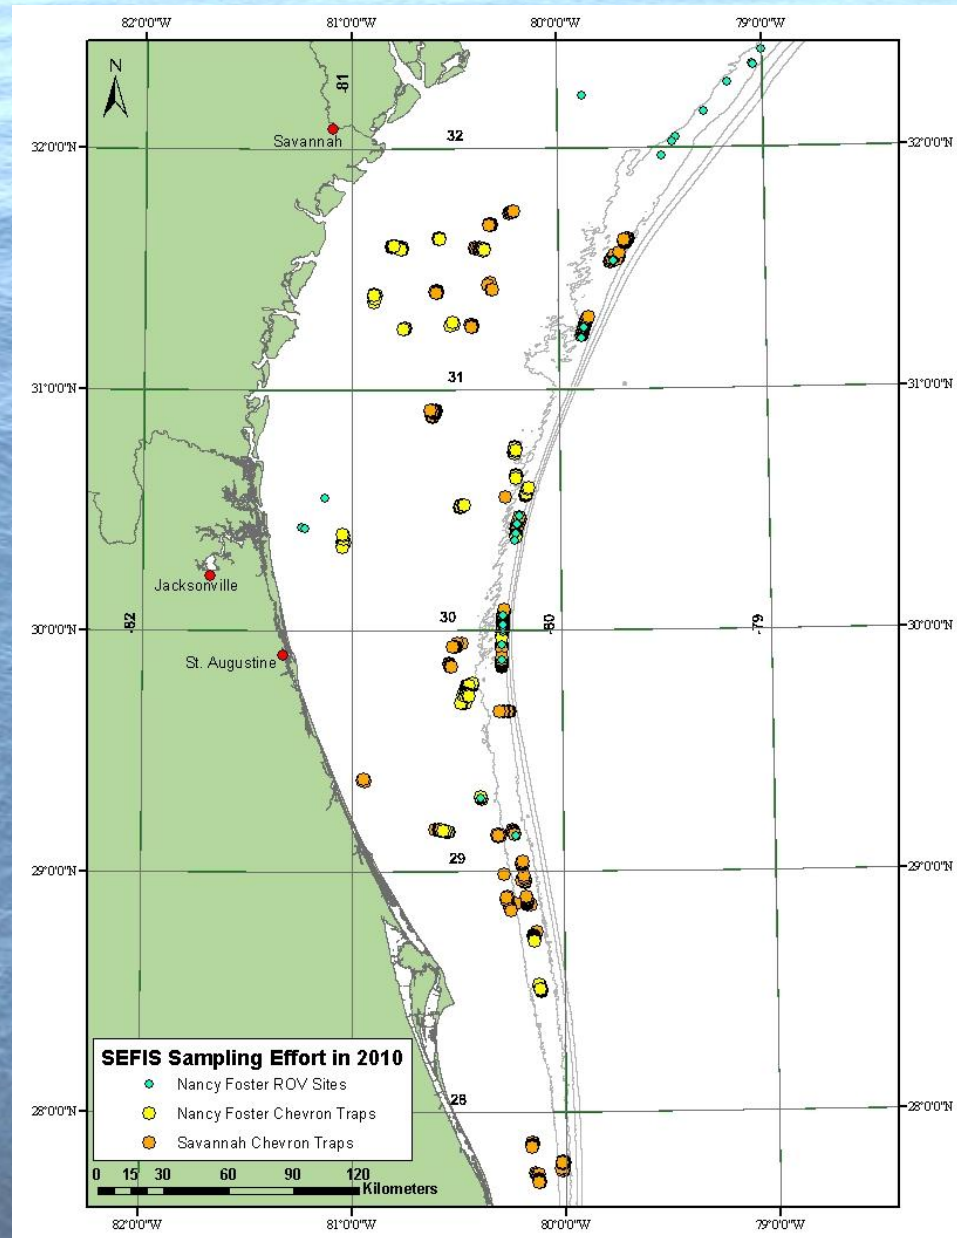 82°0'0"W 81°0'0"W 80°0'0"W 79°0'0"W
N
-81
Savannah
32
32°0'0"N 32°0'0"N
31
31°0'0"N 31°0'0"N
Jacksonville
-82
30
-80
-79
30°0'0"N 30°0'0"N
St. Augustine
29
29°0'0"N 29°0'0"N
28
28°0'0"N 28°0'0"N
SEFIS Sampling Effort in 2010
Nancy Foster ROV Sites
Nancy Foster Chevron Traps
Savannah Chevron Traps
0 15 30 60 90 120
Kilometers
82°0'0"W 81°0'0"W 80°0'0"W 79°0'0"W